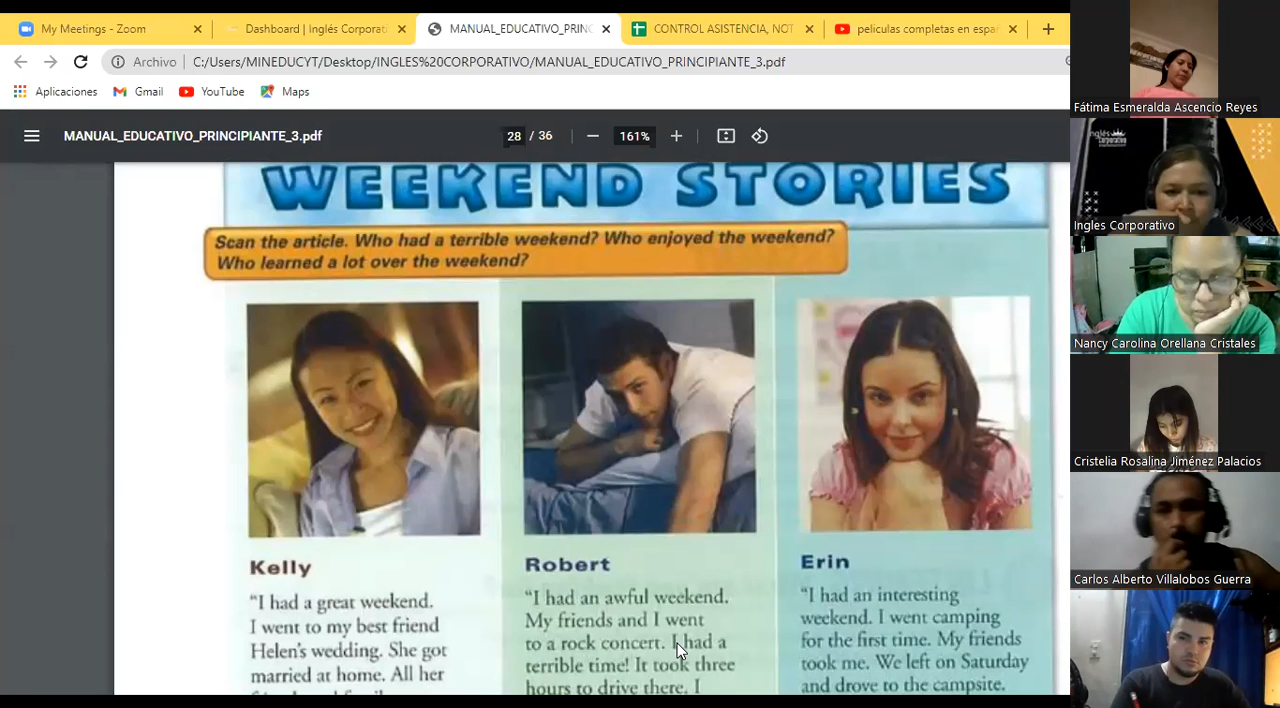 My Meetings - Zoom
Dashboard | Inglés Corporati
MANUAL_EDUCATIVO_PRINC
CONTROL ASISTENCIA, NOT
peliculas completas en espa
Archivo
C:/Users/MINEDUCYT/Desktop/INGLES%20CORPORATIVO/MANUAL_EDUCATIVO_PRINCIPIANTE_3.pdf
Aplicaciones
Gmail
YouTube
Maps
MANUAL_EDUCATIVO_PRINCIPIANTE_3.pdf
28 / 36
161%
WEEKEND STORIES
Scan the article. Who had a terrible weekend? Who enjoyed the weekend?
Who learned a lot over the weekend?
Kelly
"I had a great weekend.
I went to my best friend
Helen's wedding. She got
married at home. All her
Robert
"I had an awful weekend.
My friends and I went
to a rock concert. I had a
terrible time! It took three
hours to drive there. I
Erin
"I had an interesting
weekend. I went camping
for the first time. My friends
took me. We left on Saturday
and drove to the campsite.
Fátima Esmeralda Ascencio Reyes
Inglés
Corporativo
Ingles Corporativo
Nancy Carolina Orellana Cristales
Cristelia Rosalina Jiménez Palacios
Carlos Alberto Villalobos Guerra